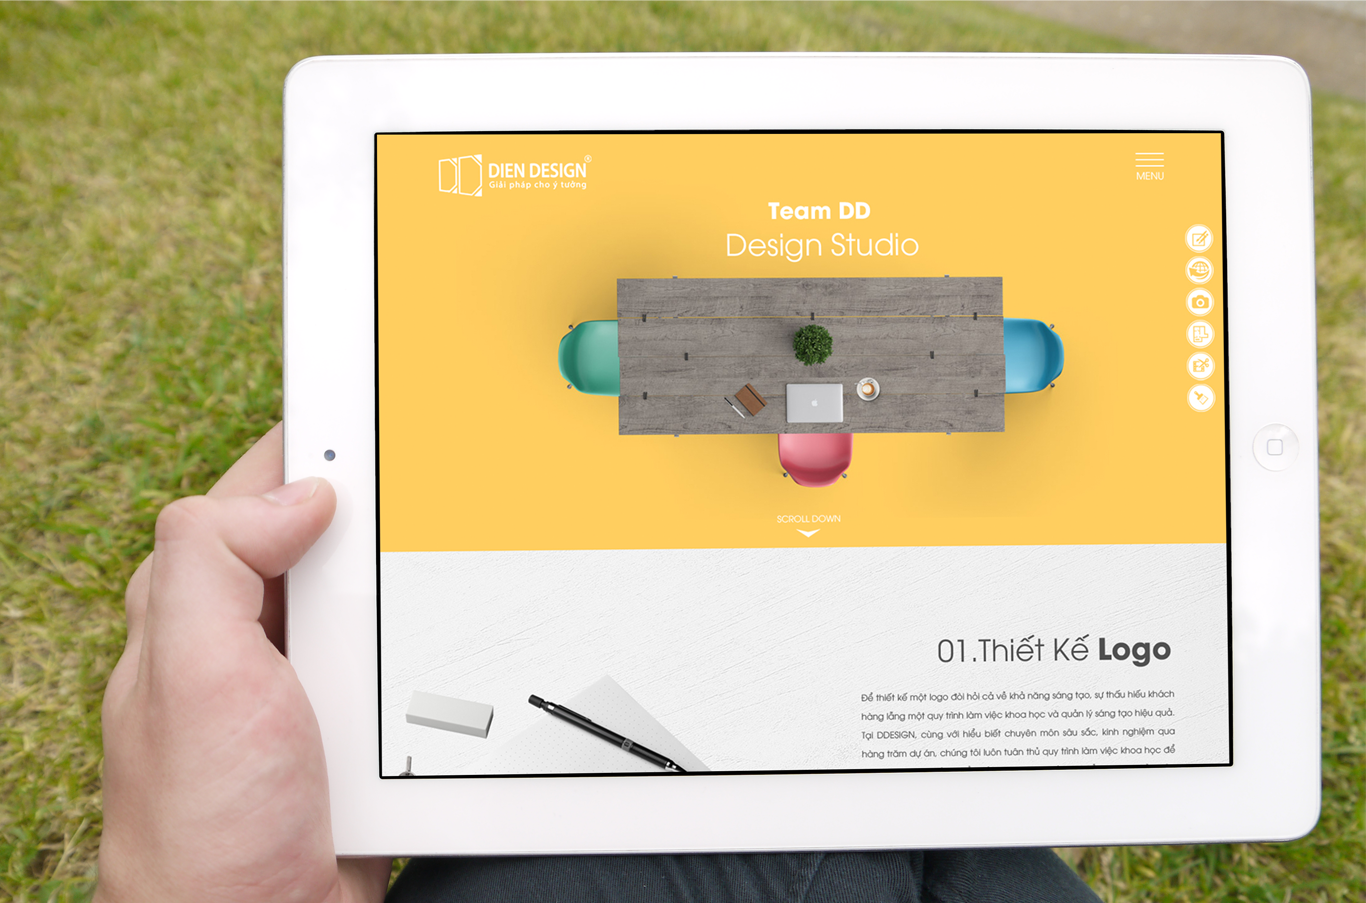 DIEN DESIGN®
Giải pháp cho ý tưởng
MENU
Team DD
Design Studio
SCROLL DOWN
01.Thiết Kế Logo
Để thiết kế một logo đòi hỏi cả về khả năng sáng tạo, sự thấu hiểu khách
hàng lẫng một quy trình làm việc khoa học và quản lý sáng tạo hiệu quả.
Tại DDESIGN, cùng với hiểu biết chuyên môn sâu sắc, kinh nghiệm qua
hàng trăm dự án, chúng tôi luôn tuân thủ quy trình làm việc khoa học để